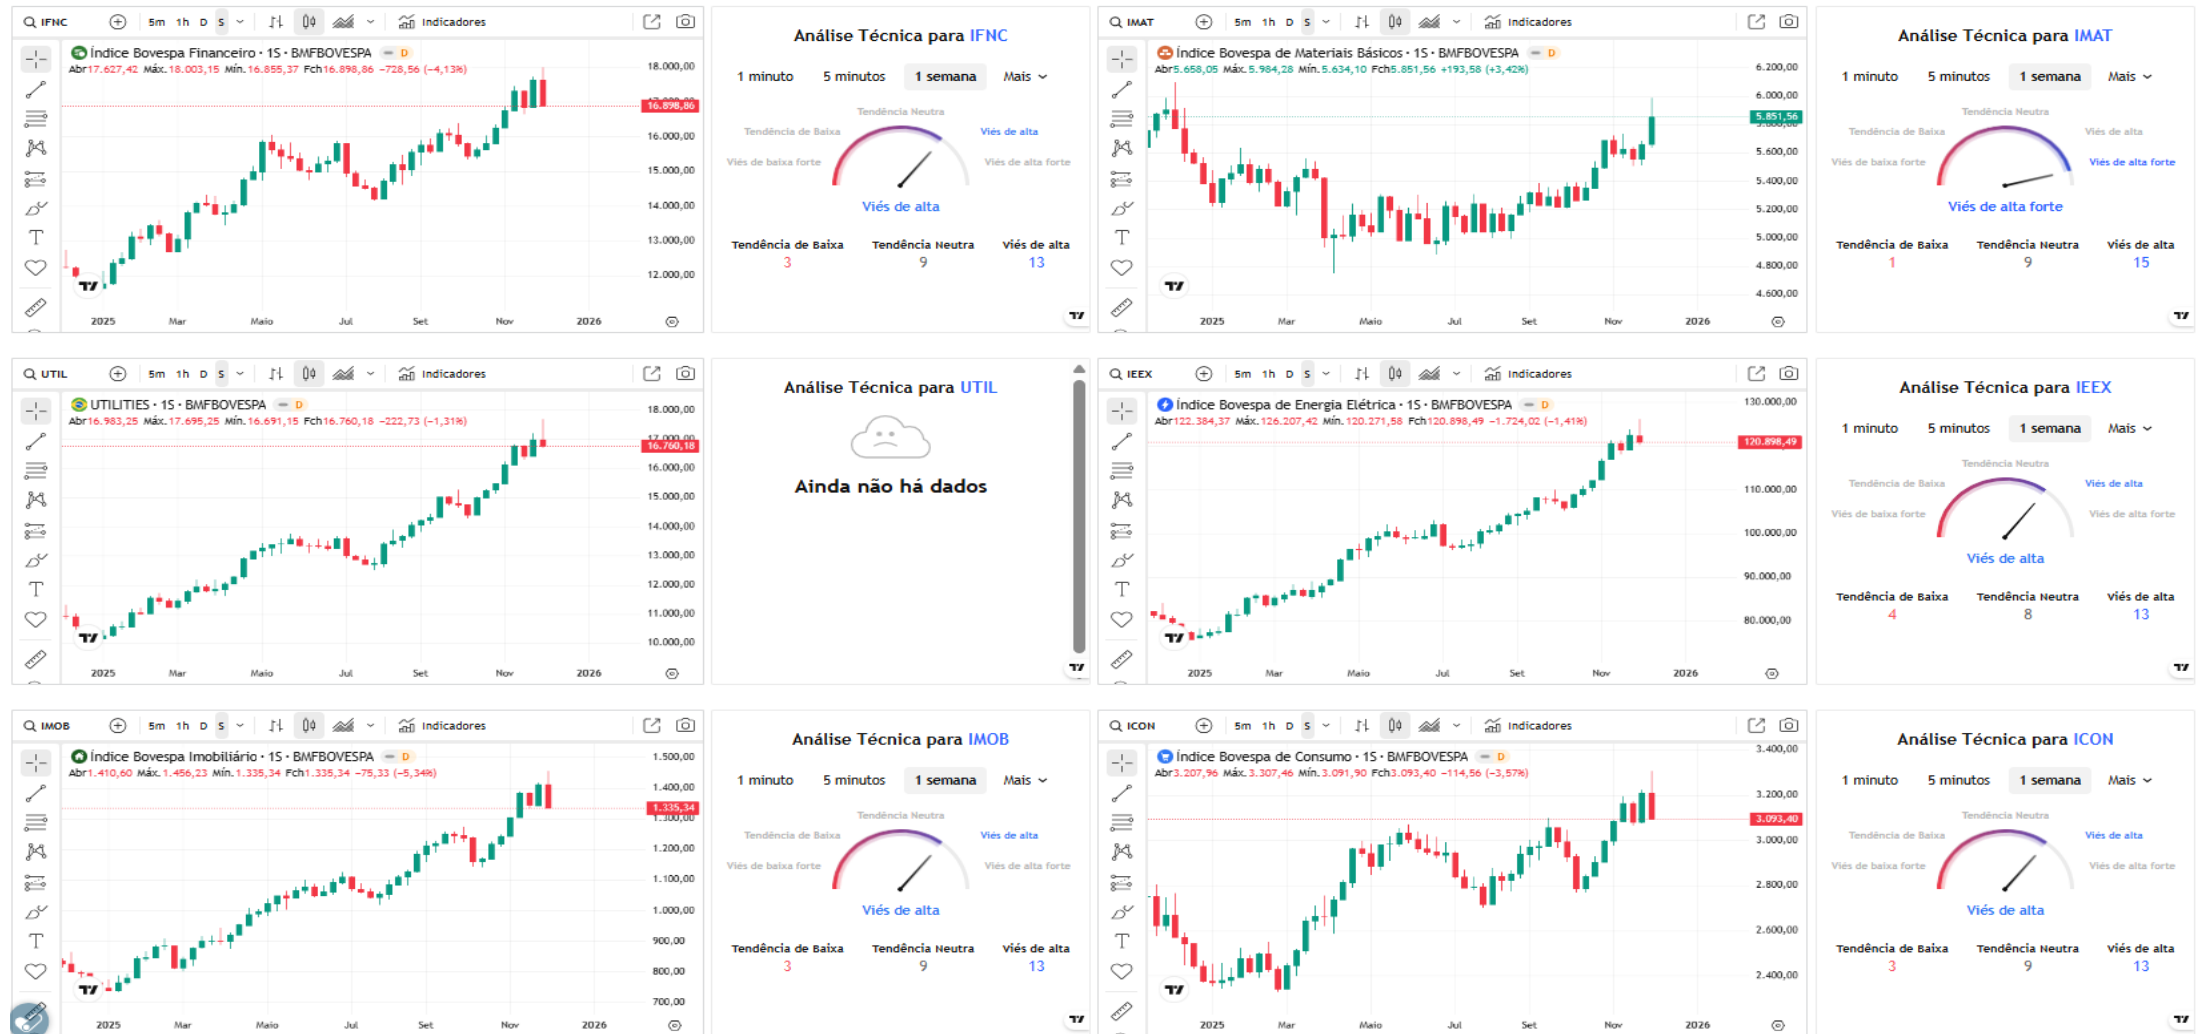 IFNC 5m 1h D S Indicadores
Índice Bovespa Financeiro · 1S · BMFBOVESPA D
Abr17.627,42 Máx.18.003,15 Mín.16.855,37 Fch16.898,86 −728,56 (−4,13%)
18.000,00
16.898,86
16.000,00
15.000,00
14.000,00
13.000,00
12.000,00
2025 Mar Maio Jul Set Nov 2026
Análise Técnica para IFNC
1 minuto 5 minutos 1 semana Mais
Tendência Neutra
Tendência de Baixa Viés de alta
Viés de baixa forte Viés de alta forte
Viés de alta
Tendência de Baixa Tendência Neutra Viés de alta
3 9 13
IMAT 5m 1h D S Indicadores
Índice Bovespa de Materiais Básicos · 1S · BMFBOVESPA D
Abr5.658,05 Máx.5.984,28 Mín.5.634,10 Fch5.851,56 +193,58 (+3,42%)
6.200,00
6.000,00
5.851,56
5.600,00
5.400,00
5.200,00
5.000,00
4.800,00
4.600,00
2025 Mar Maio Jul Set Nov 2026
Análise Técnica para IMAT
1 minuto 5 minutos 1 semana Mais
Tendência Neutra
Tendência de Baixa Viés de alta
Viés de baixa forte Viés de alta forte
Viés de alta forte
Tendência de Baixa Tendência Neutra Viés de alta
1 9 15
UTIL 5m 1h D S Indicadores
UTILITIES · 1S · BMFBOVESPA D
Abr16.983,25 Máx.17.695,25 Mín.16.691,15 Fch16.760,18 −222,73 (−1,31%)
18.000,00
16.760,18
16.000,00
15.000,00
14.000,00
13.000,00
12.000,00
11.000,00
10.000,00
2025 Mar Maio Jul Set Nov 2026
Análise Técnica para UTIL
Ainda não há dados
IEEX 5m 1h D S Indicadores
Índice Bovespa de Energia Elétrica · 1S · BMFBOVESPA D
Abr122.384,37 Máx.126.207,42 Mín.120.271,58 Fch120.898,49 −1.724,02 (−1,41%)
130.000,00
120.898,49
110.000,00
100.000,00
90.000,00
80.000,00
2025 Mar Maio Jul Set Nov 2026
Análise Técnica para IEEX
1 minuto 5 minutos 1 semana Mais
Tendência Neutra
Tendência de Baixa Viés de alta
Viés de baixa forte Viés de alta forte
Viés de alta
Tendência de Baixa Tendência Neutra Viés de alta
4 8 13
IMOB 5m 1h D S Indicadores
Índice Bovespa Imobiliário · 1S · BMFBOVESPA D
Abr1.410,60 Máx.1.456,23 Mín.1.335,34 Fch1.335,34 −75,33 (−5,34%)
1.500,00
1.400,00
1.335,34
1.300,00
1.200,00
1.100,00
1.000,00
900,00
800,00
700,00
2025 Mar Maio Jul Set Nov 2026
Análise Técnica para IMOB
1 minuto 5 minutos 1 semana Mais
Tendência Neutra
Tendência de Baixa Viés de alta
Viés de baixa forte Viés de alta forte
Viés de alta
Tendência de Baixa Tendência Neutra Viés de alta
3 9 13
ICON 5m 1h D S Indicadores
Índice Bovespa de Consumo · 1S · BMFBOVESPA D
Abr3.207,96 Máx.3.307,46 Mín.3.091,90 Fch3.093,40 −114,56 (−3,57%)
3.400,00
3.200,00
3.093,40
3.000,00
2.800,00
2.600,00
2.400,00
2025 Mar Maio Jul Set Nov 2026
Análise Técnica para ICON
1 minuto 5 minutos 1 semana Mais
Tendência Neutra
Tendência de Baixa Viés de alta
Viés de baixa forte Viés de alta forte
Viés de alta
Tendência de Baixa Tendência Neutra Viés de alta
3 9 13